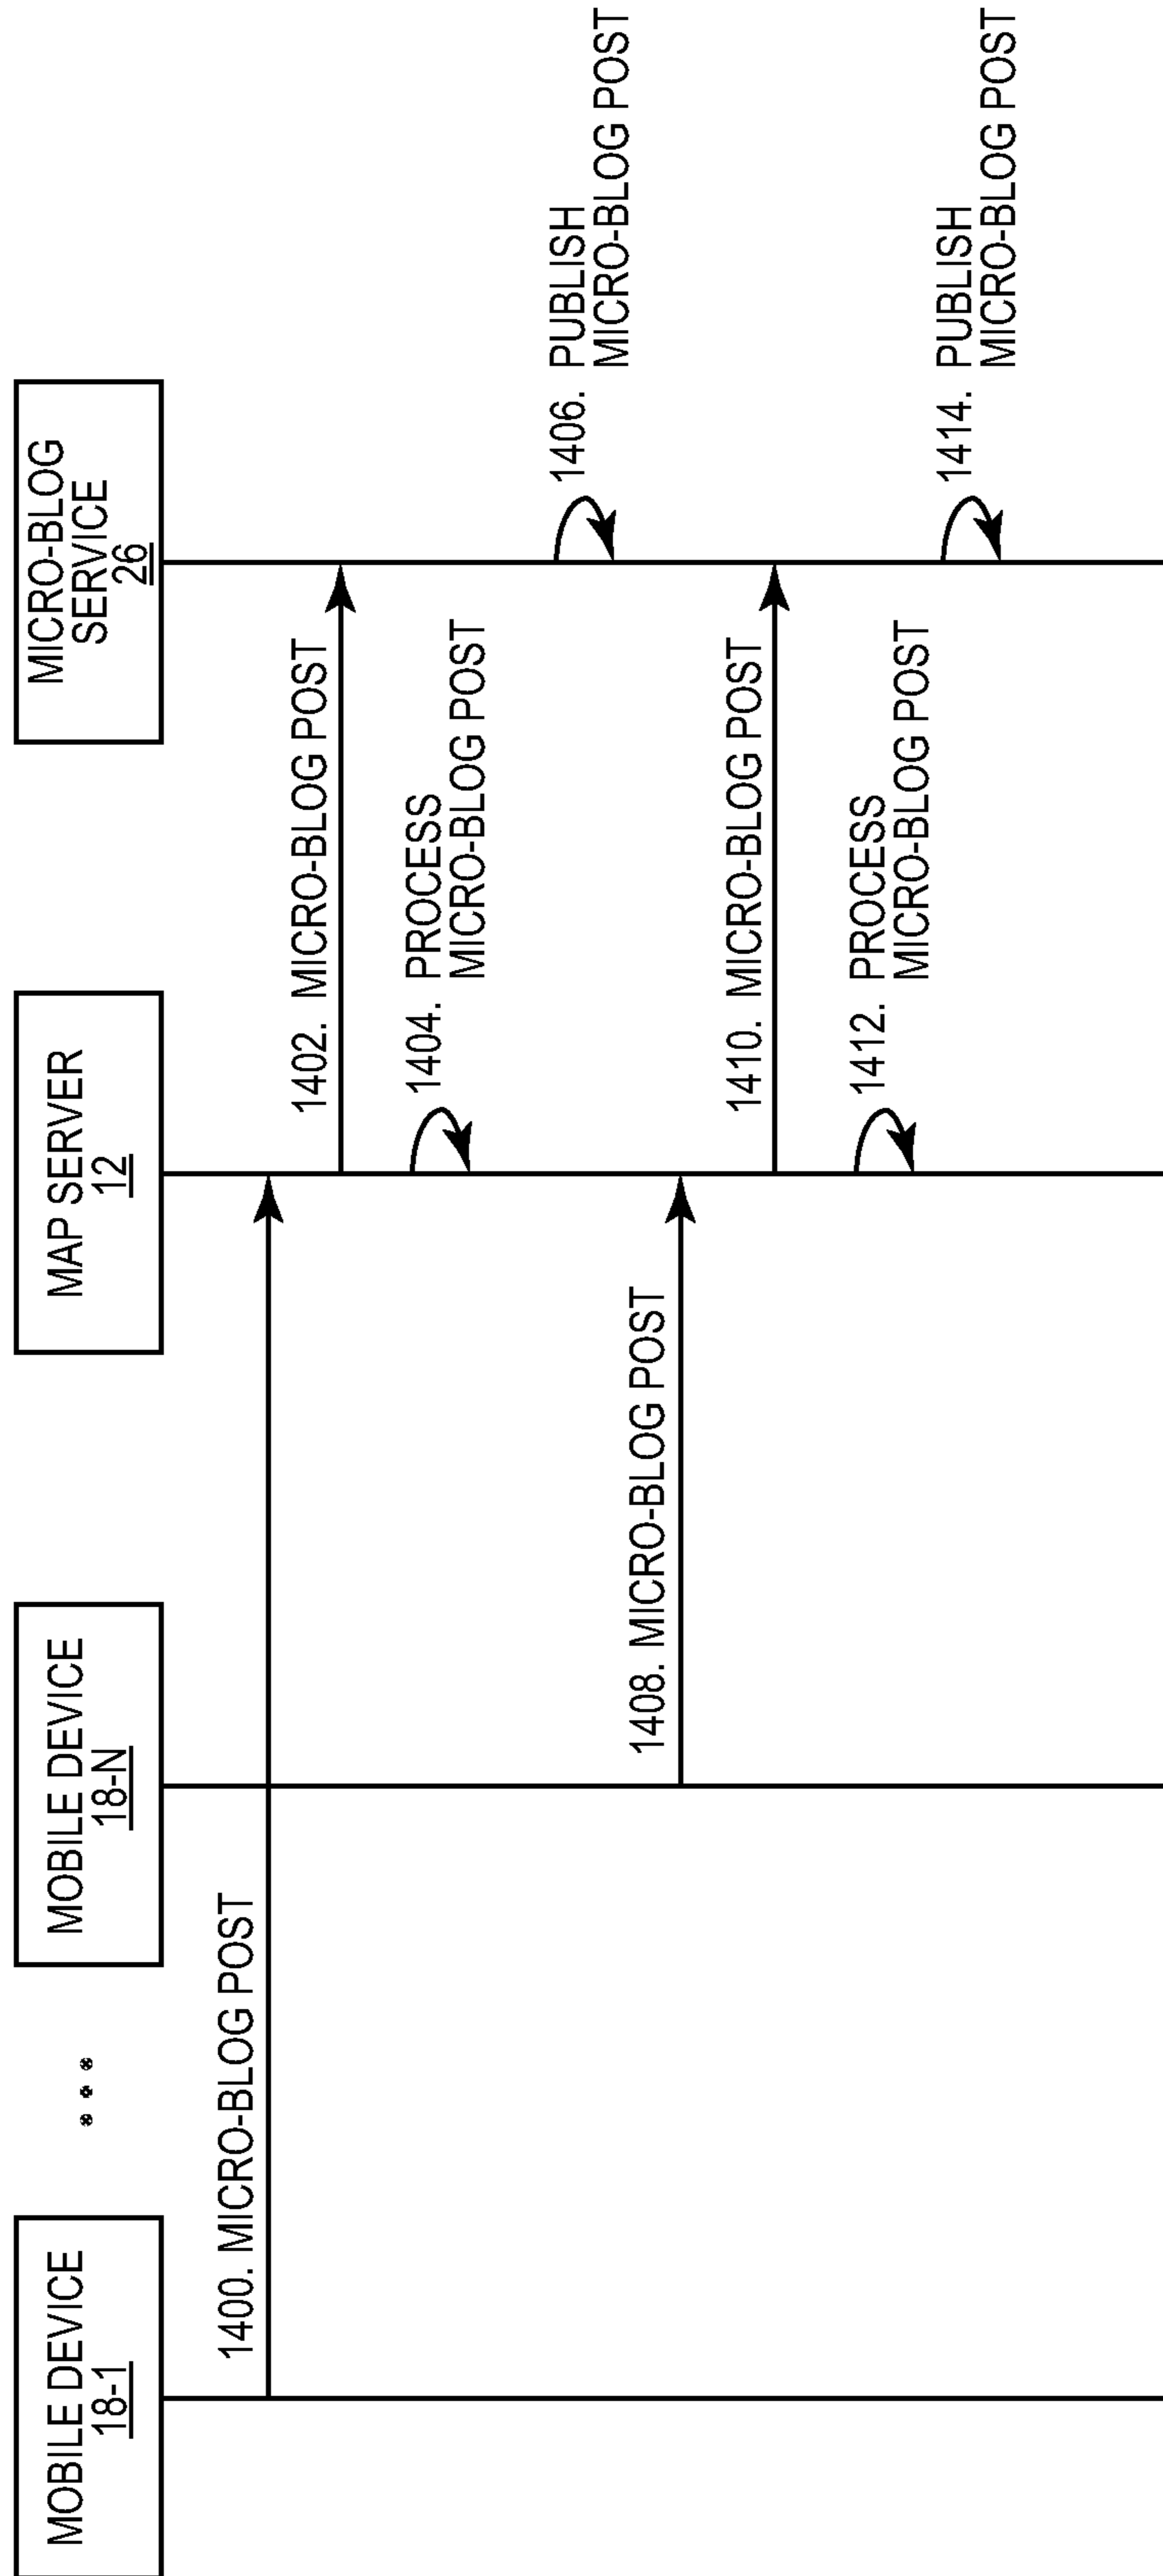 MOBILE DEVICE
18-1
MOBILE DEVICE
18-N
MAP SERVER
12
MICRO-BLOG
SERVICE
26
1400. MICRO-BLOG POST
1402. MICRO-BLOG POST
1404. PROCESS
MICRO-BLOG POST
1406. PUBLISH
MICRO-BLOG POST
1408. MICRO-BLOG POST
1410. MICRO-BLOG POST
1412. PROCESS
MICRO-BLOG POST
1414. PUBLISH
MICRO-BLOG POST